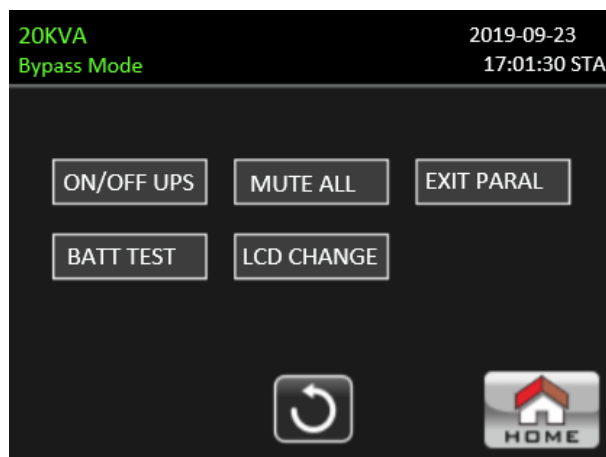 20KVA
2019-09-23
Bypass Mode
17:01:30 STA
ON/OFF UPS
MUTE ALL
EXIT PARAL
BATT TEST
LCD CHANGE
HOME